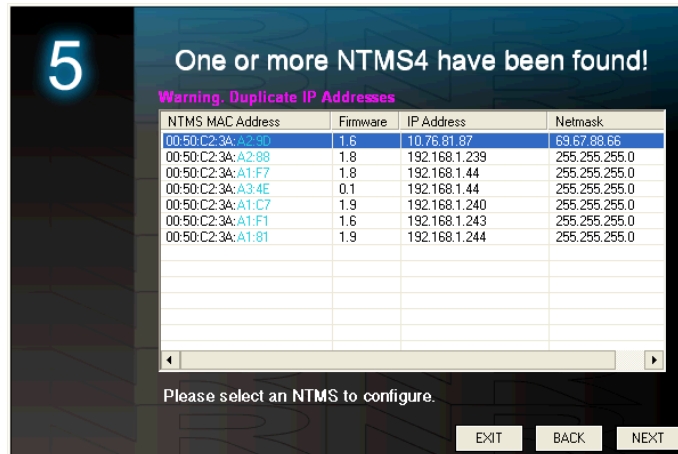 5
One or more NTMS4 have been found!
Warning. Duplicate IP Addresses
NTMS MAC Address Firmware IP Address Netmask
00:50:C2:3A:A2:9D 1.6 10.76.81.87 69.67.88.66
00:50:C2:3A:A2:88 1.8 192.168.1.239 255.255.255.0
00:50:C2:3A:A1:F7 1.8 192.168.1.44 255.255.255.0
00:50:C2:3A:A3:4E 0.1 192.168.1.44 255.255.255.0
00:50:C2:3A:A1:C7 1.9 192.168.1.240 255.255.255.0
00:50:C2:3A:A1:F1 1.6 192.168.1.243 255.255.255.0
00:50:C2:3A:A1:81 1.9 192.168.1.244 255.255.255.0
Please select an NTMS to configure.
EXIT BACK NEXT